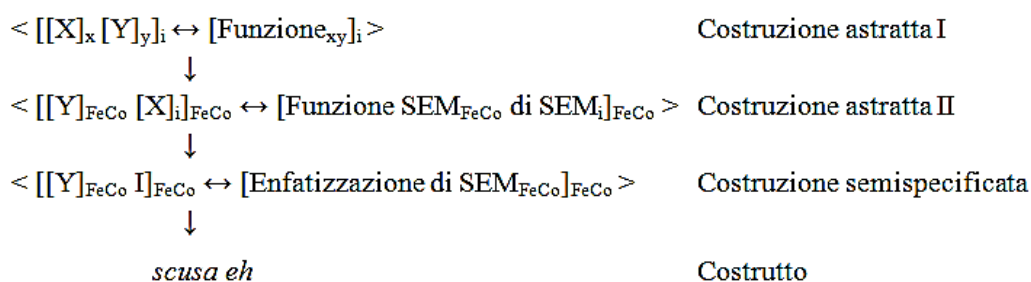 < [[X]x [Y]y]i ↔ [Funzionexy]i > Costruzione astratta I
↓
< [[Y]FeCo [X]i]FeCo ↔ [Funzione SEMFeCo di SEMi]FeCo > Costruzione astratta II
↓
< [[Y]FeCo I]FeCo ↔ [Enfatizzazione di SEMFeCo]FeCo > Costruzione semispecificata
↓
scusa eh Costrutto